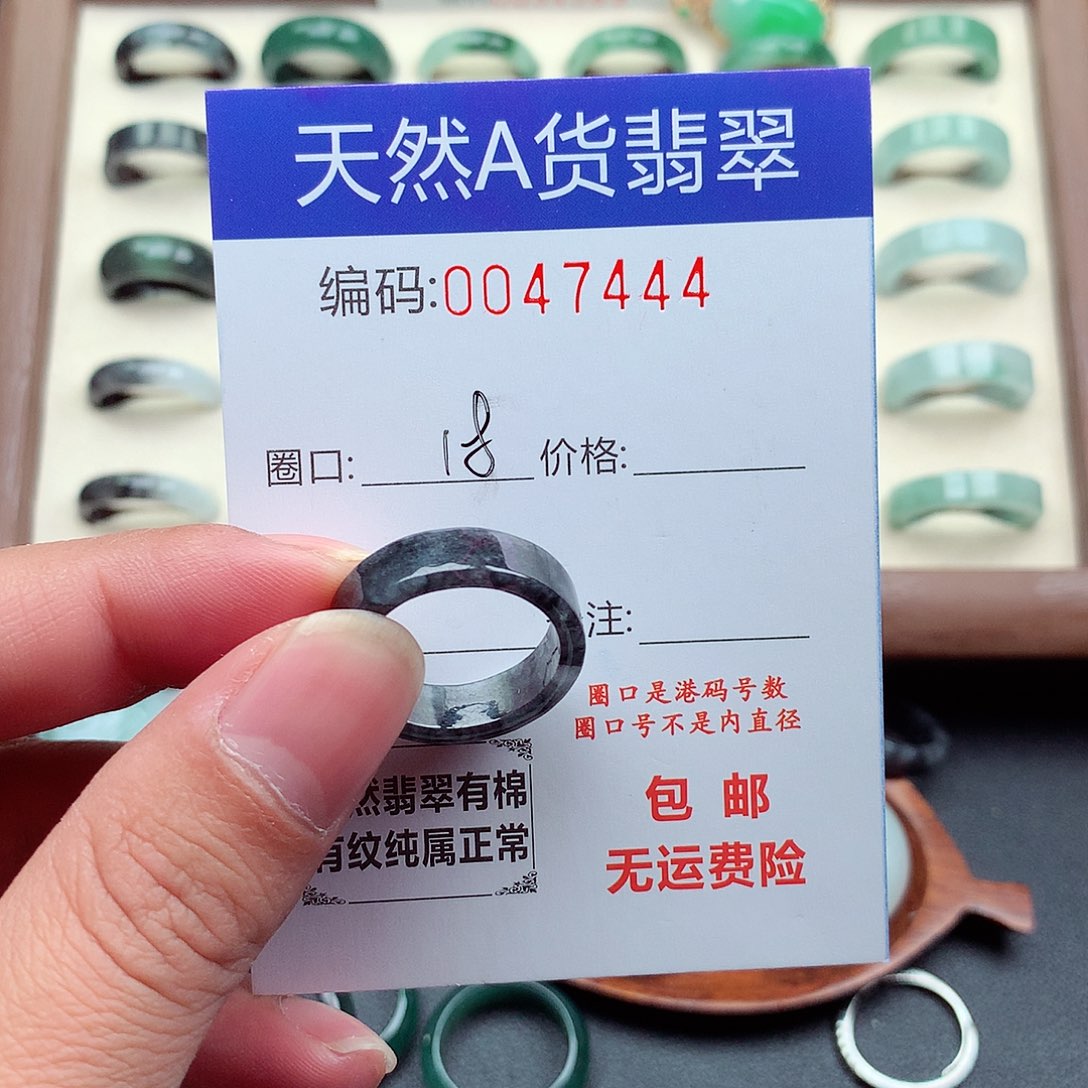 天然A货翡翠
编码:0047444
圈口: 18 价格:
注:
圈口是港码号数
圈口号不是内直径
然翡翠有棉
有纹纯属正常
包 邮
无运费险